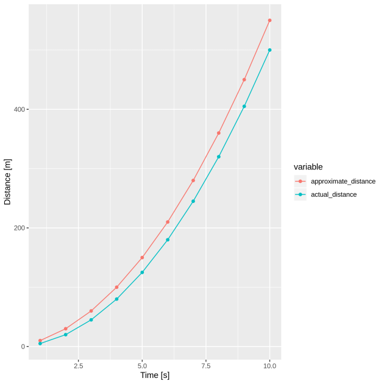 400
200
0
Distance [m]
2.5 5.0 7.5 10.0
Time [s]
variable
approximate_distance
actual_distance